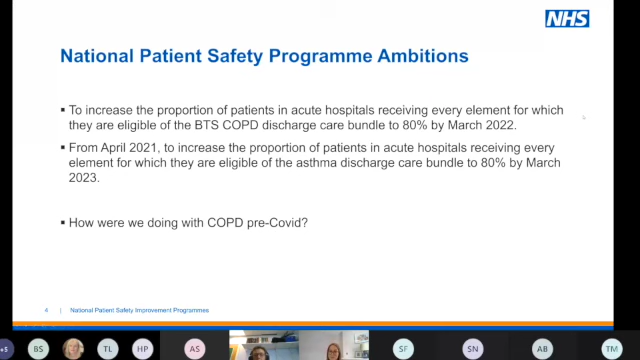 NHS
National Patient Safety Programme Ambitions
▪ To increase the proportion of patients in acute hospitals receiving every element for which
they are eligible of the BTS COPD discharge care bundle to 80% by March 2022.
▪ From April 2021, to increase the proportion of patients in acute hospitals receiving every
element for which they are eligible of the asthma discharge care bundle to 80% by March
2023.
▪ How were we doing with COPD pre-Covid?
4 | National Patient Safety Improvement Programmes
+5 BS TL HP AS SF SN AB TM